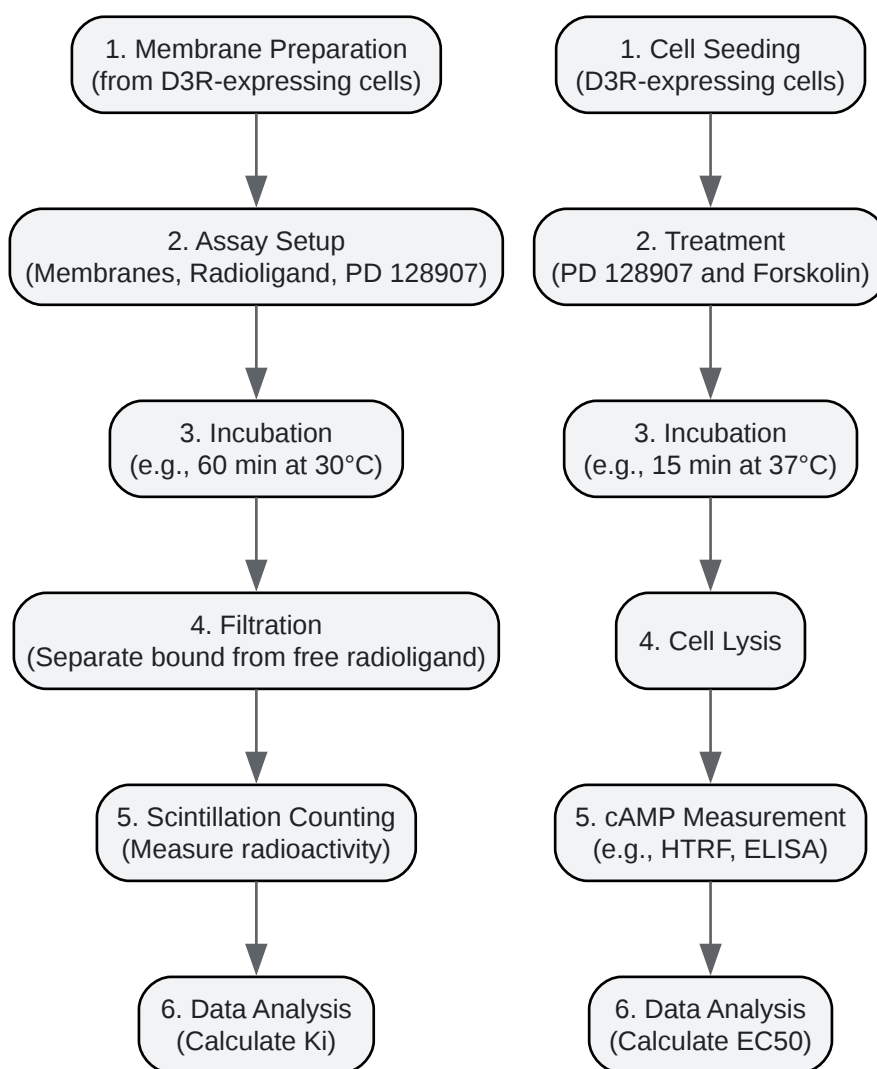 1. Membrane Preparation
(from D3R-expressing cells)
2. Assay Setup
(Membranes, Radioligand, PD 128907)
3. Incubation
(e.g., 60 min at 30°C)
4. Filtration
(Separate bound from free radioligand)
5. Scintillation Counting
(Measure radioactivity)
6. Data Analysis
(Calculate Ki)
1. Cell Seeding
(D3R-expressing cells)
2. Treatment
(PD 128907 and Forskolin)
3. Incubation
(e.g., 15 min at 37°C)
4. Cell Lysis
5. cAMP Measurement
(e.g., HTRF, ELISA)
6. Data Analysis
(Calculate EC50)